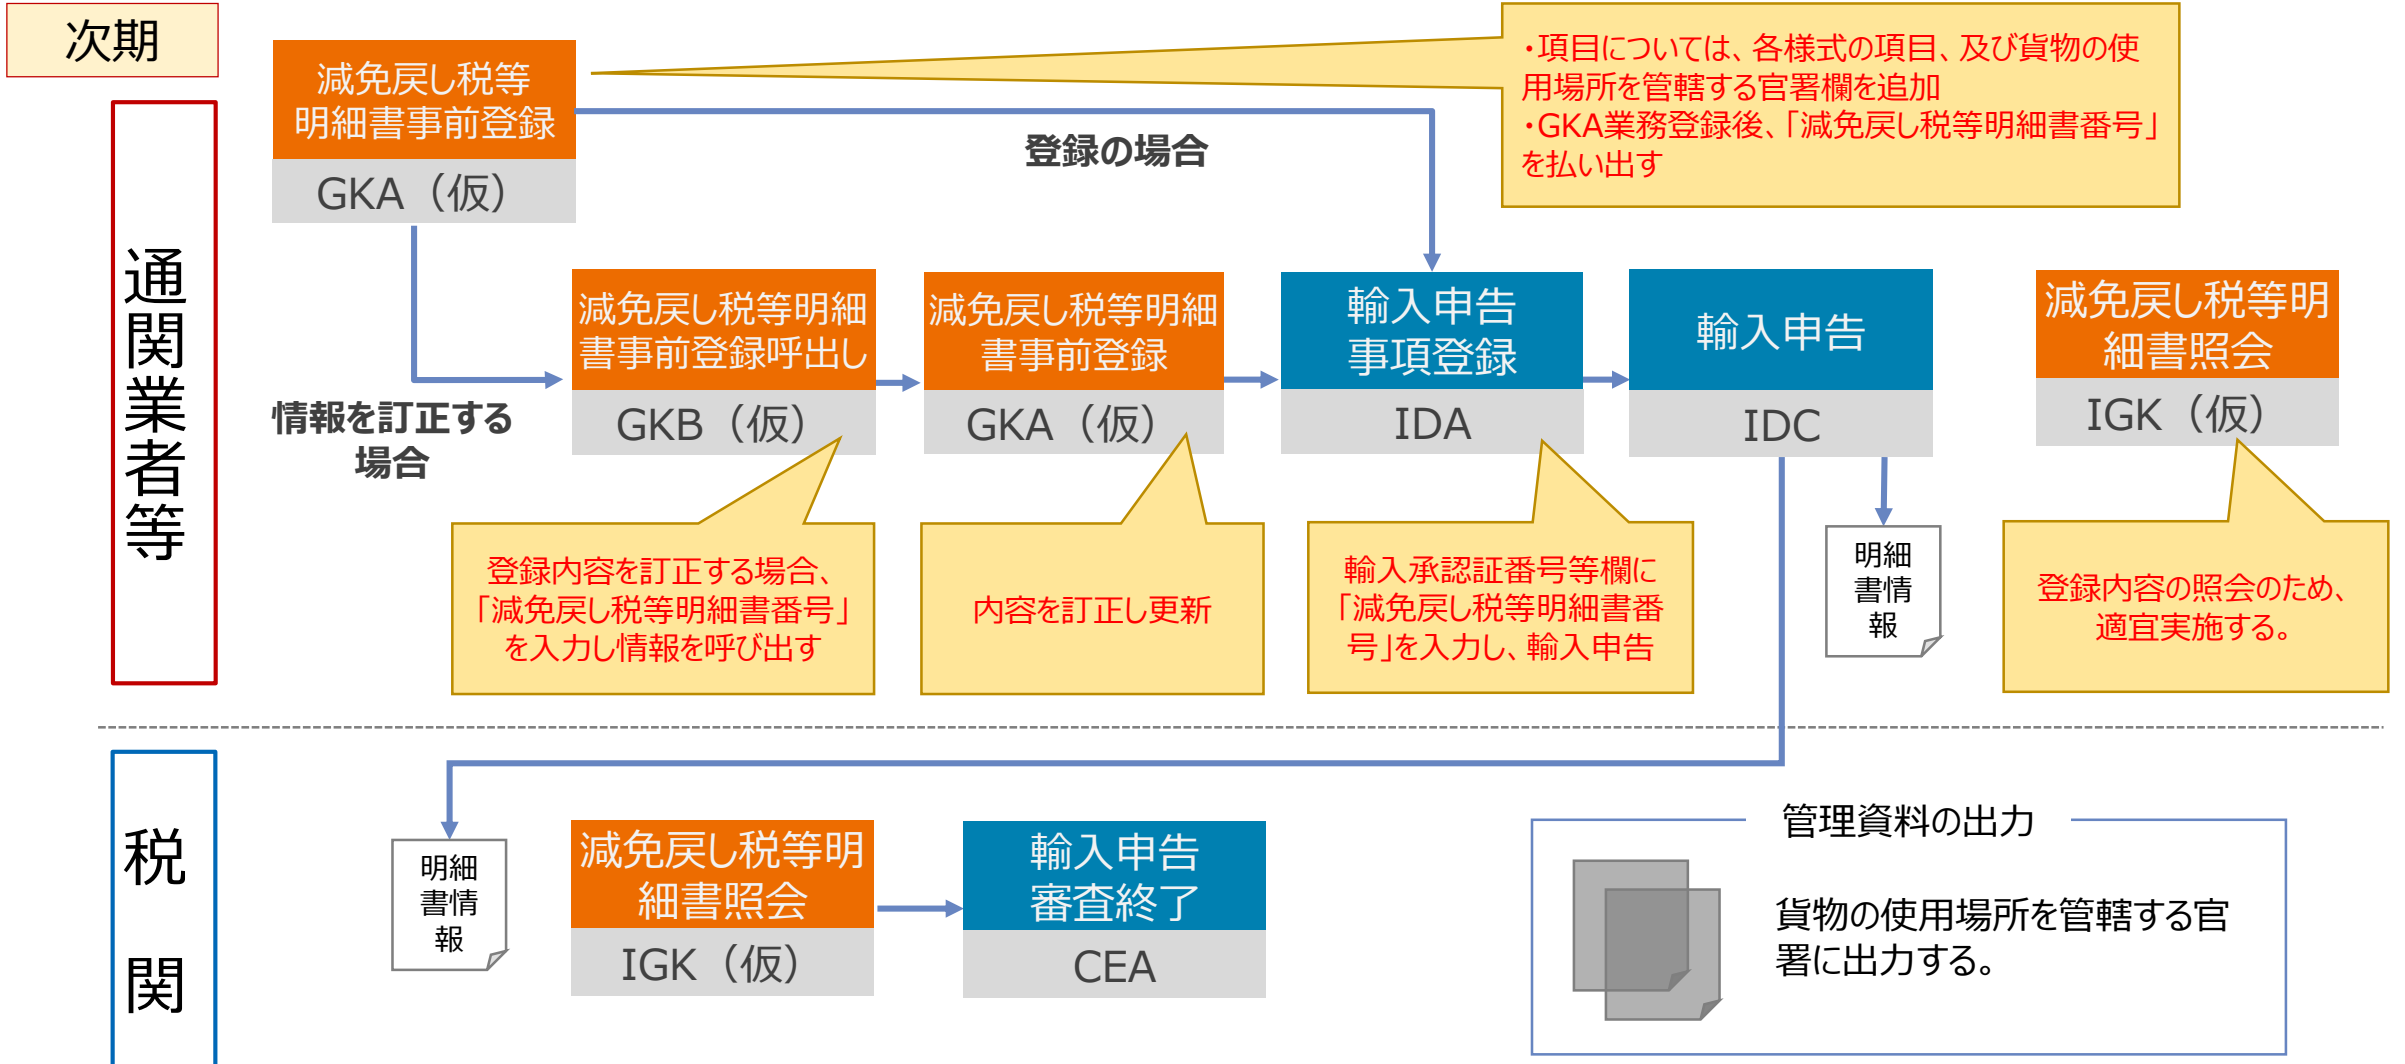 次期
減免戻し税等
明細書事前登録
GKA（仮）
・項目については、各様式の項目、及び貨物の使
用場所を管轄する官署欄を追加
・GKA業務登録後、「減免戻し税等明細書番号」
を払い出す
登録の場合
通関業者等
情報を訂正する
場合
減免戻し税等明細
書事前登録呼出し
GKB（仮）
減免戻し税等明細
書事前登録
GKA（仮）
輸入申告
事項登録
IDA
輸入申告
IDC
減免戻し税等明
細書照会
IGK（仮）
登録内容を訂正する場合、
「減免戻し税等明細書番号」
を入力し情報を呼び出す
内容を訂正し更新
輸入承認証番号等欄に
「減免戻し税等明細書番
号」を入力し、輸入申告
明細
書情
報
登録内容の照会のため、
適宜実施する。
税関
明細
書情
報
減免戻し税等明
細書照会
IGK（仮）
輸入申告
審査終了
CEA
管理資料の出力
貨物の使用場所を管轄する官
署に出力する。